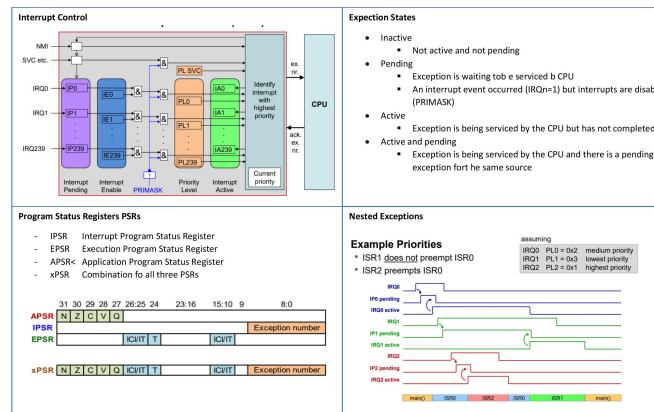 Interrupt Control
NMI
SVC etc.
IRQ0
IRQ1
IRQ239
IP0
IP1
IP239
IE0
IE1
IE239
&
&
&
&
&
&
&
&
PL SVC
PL0
PL1
PL239
IA0
IA1
IA239
Identify
interrupt
with
highest
priority
Current
priority
ex.
nr.
ack.
ex.
nr.
CPU
Interrupt
Pending
Interrupt
Enable
PRIMASK
Priority
Level
Interrupt
Active
Expection States
Inactive
Not active and not pending
Pending
Exception is waiting tob e serviced b CPU
An interrupt event occurred (IRQn=1) but interrupts are disab
(PRIMASK)
Active
Exception is being serviced by the CPU but has not completed
Active and pending
Exception is being serviced by the CPU and there is a pending
exception fort he same source
Program Status Registers PSRs
- IPSR Interrupt Program Status Register
- EPSR Execution Program Status Register
- APSR< Application Program Status Register
- xPSR Combination fo all three PSRs
31 30 29 28 27 26:25 24 23:16 15:10 9 8:0
APSR N Z C V Q
IPSR Exception number
EPSR ICI/IT T ICI/IT
xPSR N Z C V Q ICI/IT T ICI/IT Exception number
Nested Exceptions
Example Priorities
• ISR1 does not preempt ISR0
• ISR2 preempts ISR0
assuming
IRQ0 PL0 = 0x2 medium priority
IRQ1 PL1 = 0x3 lowest priority
IRQ2 PL2 = 0x1 highest priority
IRQ0
IP0 pending
IRQ0 active
IRQ1
IP1 pending
IRQ1 active
IRQ2
IP2 pending
IRQ2 active
main() ISR0 ISR2 ISR0 ISR1 main()